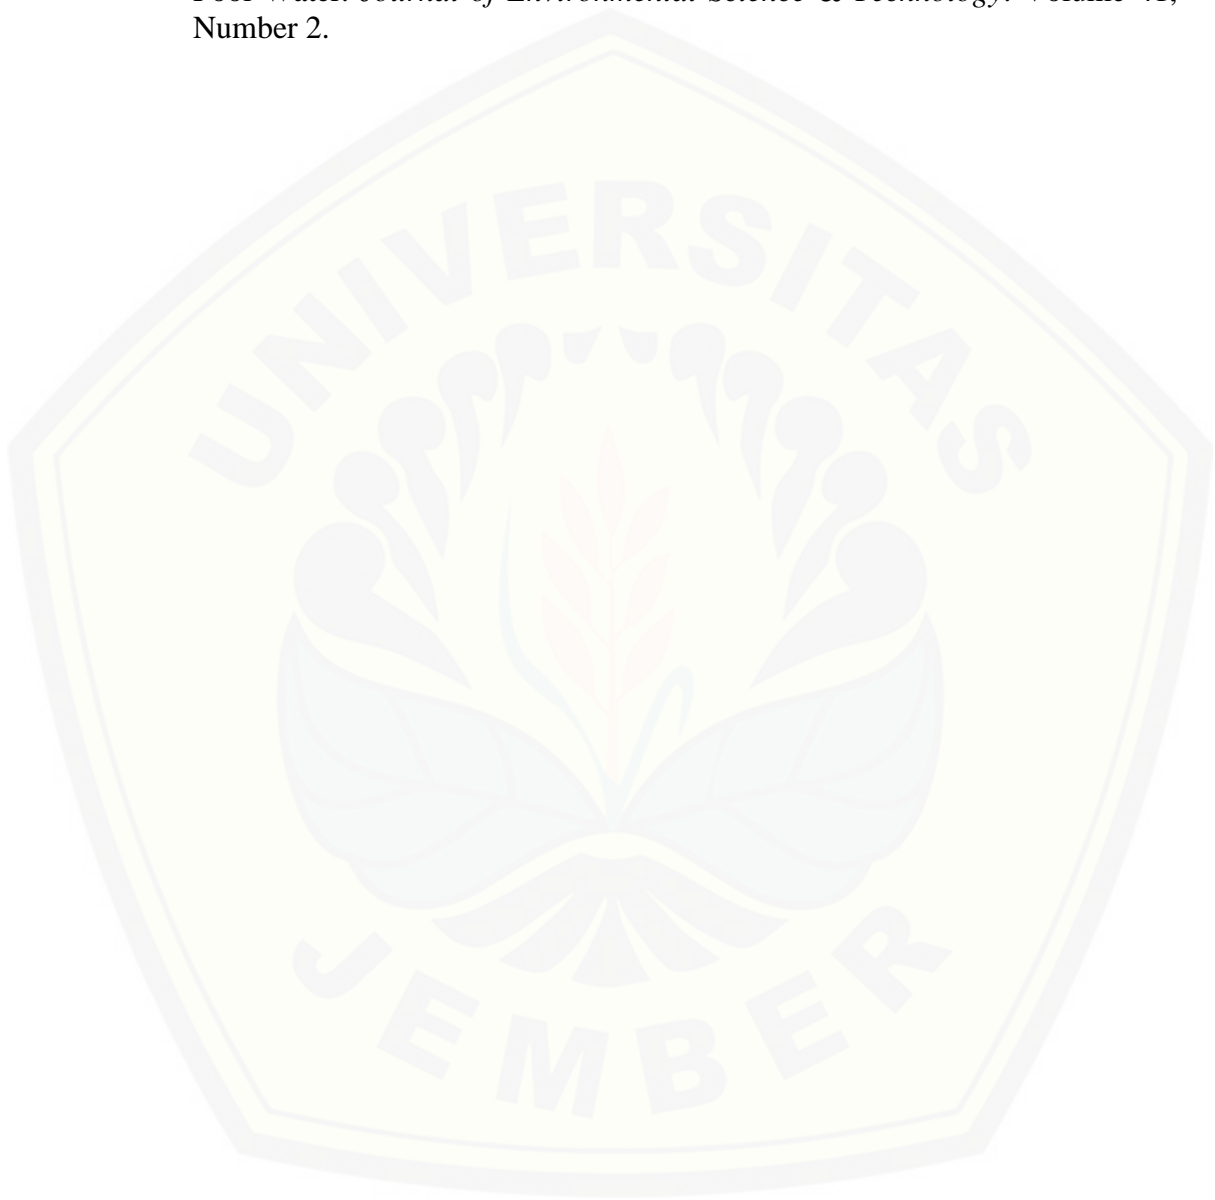 Pool Water. Journal of Environmental Science & Technology. Volume 41,
Number 2.
UNIVERSITAS
JEMBER